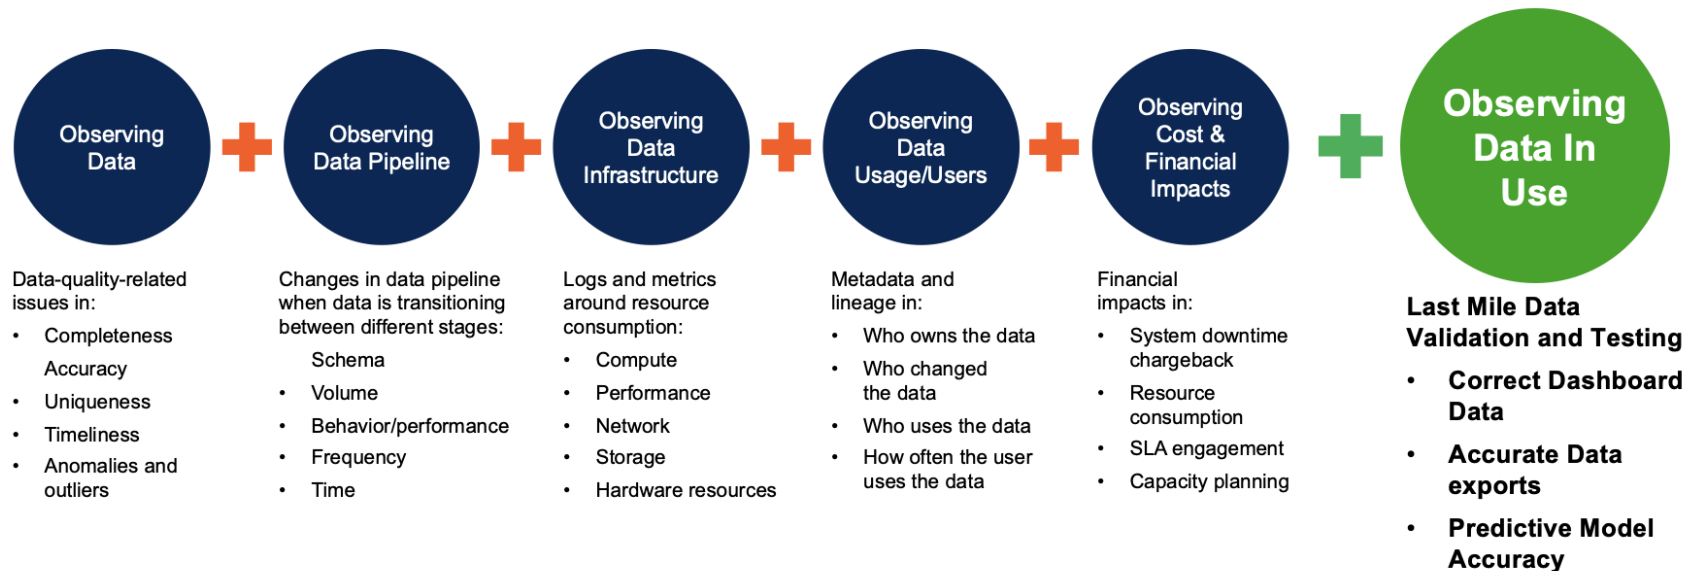 Observing
Data
Observing
Data Pipeline
Observing
Data
Infrastructure
Observing
Data
Usage/Users
Observing
Cost &
Financial
Impacts
Observing
Data In
Use
Data-quality-related
issues in:
• Completeness
Accuracy
• Uniqueness
• Timeliness
• Anomalies and
outliers
Changes in data pipeline
when data is transitioning
between different stages:
Schema
• Volume
• Behavior/performance
• Frequency
• Time
Logs and metrics
around resource
consumption:
• Compute
• Performance
• Network
• Storage
• Hardware resources
Metadata and
lineage in:
• Who owns the data
• Who changed
the data
• Who uses the data
• How often the user
uses the data
Financial
impacts in:
• System downtime
chargeback
• Resource
consumption
• SLA engagement
• Capacity planning
Last Mile Data
Validation and Testing
• Correct Dashboard
Data
• Accurate Data
exports
• Predictive Model
Accuracy